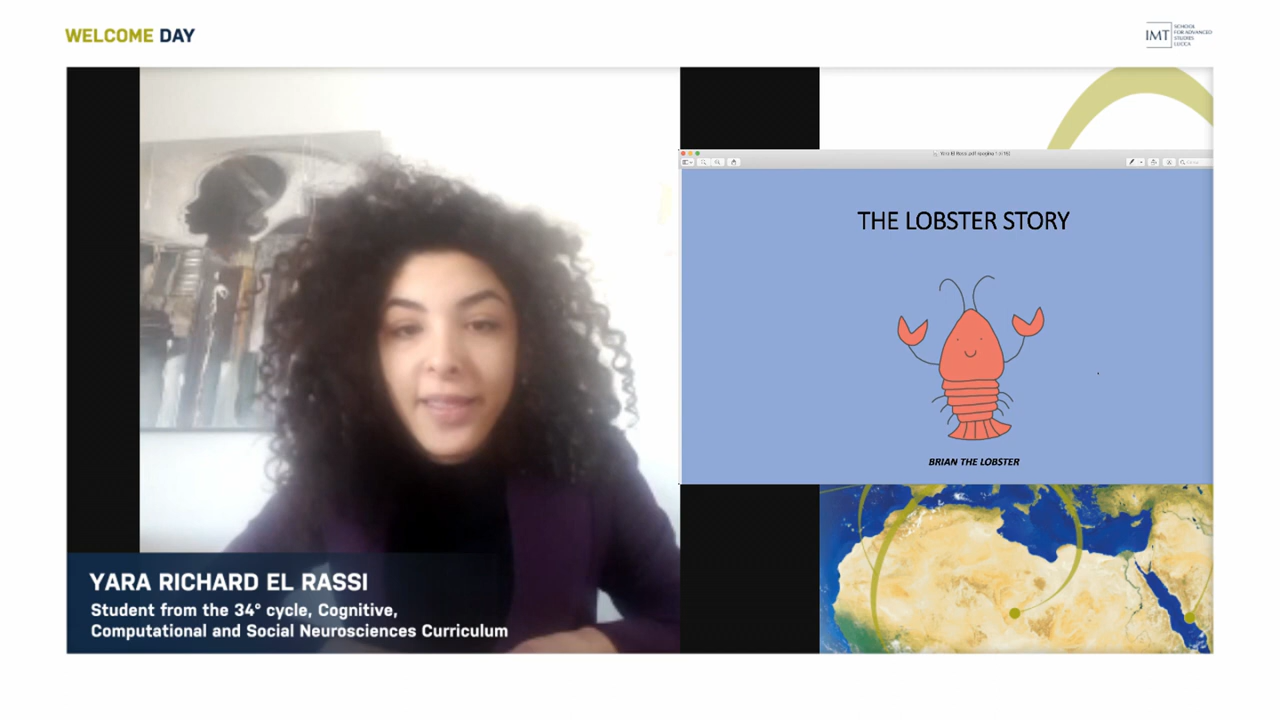 WELCOME DAY
IMT SCHOOL
FOR ADVANCED
STUDIES
LUCCA
THE LOBSTER STORY
BRIAN THE LOBSTER
YARA RICHARD EL RASSI
Student from the 34° cycle, Cognitive,
Computational and Social Neurosciences Curriculum